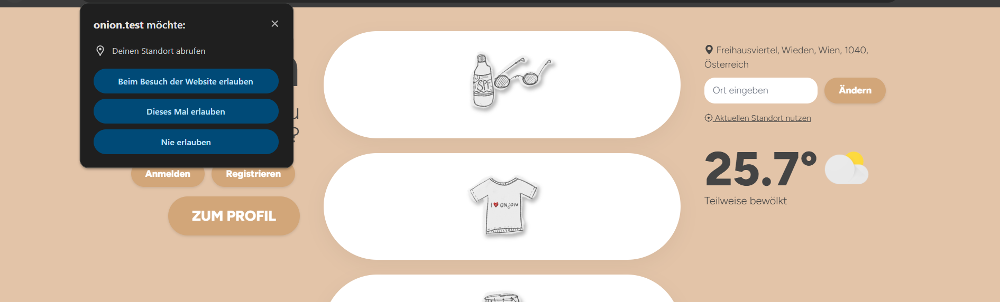 onion.test möchte:
Deinen Standort abrufen
Beim Besuch der Website erlauben
Dieses Mal erlauben
Nie erlauben
Anmelden
Registrieren
ZUM PROFIL
SPF
I ❤ ON¿ON
Freihausviertel, Wieden, Wien, 1040,
Österreich
Ort eingeben
Ändern
Aktuellen Standort nutzen
25.7°
Teilweise bewölkt